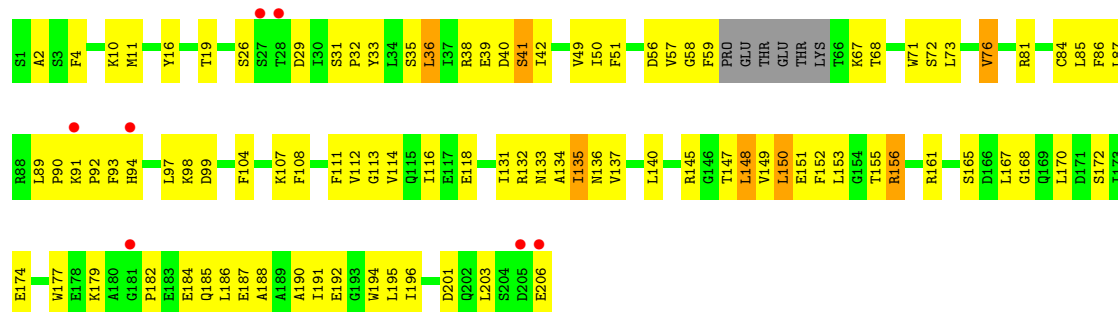 S1 A2 S3 F4 K10 M11 Y16 T19 S26 S27 T28 D29 I30 S31 P32 Y33 L34 L35 L36 I37 R38 E39 D40 S41 I42 V49 I50 F51 D56 V57 G58 F59 PRO GLU THR GLU THR LYS T66 K67 T68 W71 S72 L73 V76 R81 C84 L85 F86 L87
R88 L89 P90 K91 P92 F93 H94 L97 K98 D99 F104 K107 F108 F111 V112 G113 V114 Q115 I116 E117 E118 I131 R132 N133 A134 I135 N136 V137 L140 R145 G146 T147 L148 V149 L150 E151 F152 L153 G154 T155 R156 R161 S165 D166 L167 G168 Q169 L170 D171 S172 I173
E174 W177 E178 K179 A180 G181 P182 E183 E184 Q185 L186 E187 A188 A189 A190 I191 E192 G193 W194 L195 I196 D201 Q202 L203 S204 D205 E206